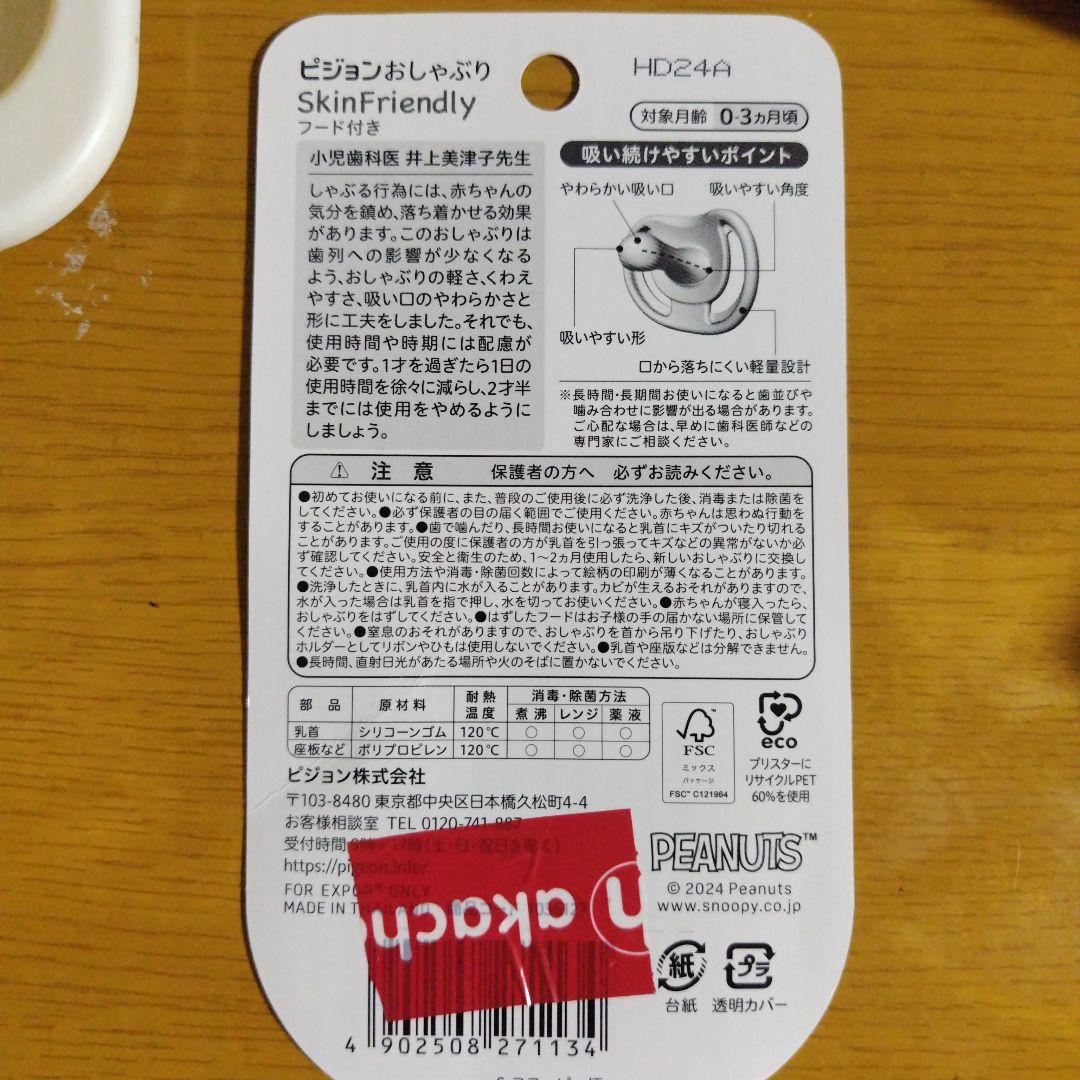 ピジョンおしゃぶり
SkinFriendly
フード付き
HD24A
対象月齢 0-3ヵ月頃
小児歯科医 井上美津子先生
しゃぶる行為には、赤ちゃんの
気分を鎮め、落ち着かせる効果
があります。このおしゃぶりは
歯列への影響が少なくなる
よう、おしゃぶりの軽さ、くわえ
やすさ、吸い口のやわらかさと
形に工夫をしました。それでも、
使用時間や時期には配慮が
必要です。1才を過ぎたら1日の
使用時間を徐々に減らし、2才半
までには使用をやめるように
しましょう。
吸い続けやすいポイント
やわらかい吸い口 吸いやすい角度
吸いやすい形
口から落ちにくい軽量設計
※長時間・長期間お使いになると歯並びや
噛み合わせに影響が出る場合があります。
ご心配な場合は、早めに歯科医師などの
専門家にご相談ください。
⚠ 注意 保護者の方へ 必ずお読みください。
●初めてお使いになる前に、また、普段のご使用後に必ず洗浄した後、消毒または除菌を
してください。●必ず保護者の目の届く範囲でご使用ください。赤ちゃんは思わぬ行動を
することがあります。●歯で噛んだり、長時間お使いになると乳首にキズがついたり切れる
ことがあります。ご使用の度に保護者の方が乳首を引っ張ってキズなどの異常がないか必
ず確認してください。安全と衛生のため、1〜2ヵ月使用したら、新しいおしゃぶりに交換し
てください。●使用方法や消毒・除菌回数によって絵柄の印刷が薄くなることがあります。
●洗浄したときに、乳首内に水が入ることがあります。カビが生えるおそれがありますので、
水が入った場合は乳首を指で押し、水を切ってお使いください。●赤ちゃんが寝入ったら、
おしゃぶりをはずしてください。●はずしたフードはお子様の手の届かない場所に保管して
ください。●窒息のおそれがありますので、おしゃぶりを首から吊り下げたり、おしゃぶり
ホルダーとしてリボンやひもは使用しないでください。●乳首や座版などは分解できません。
●長時間、直射日光があたる場所や火のそばに置かないでください。
部品 原材料 耐熱温度 消毒・除菌方法
煮沸 レンジ 薬液
乳首 シリコーンゴム 120℃ ○ ○ ○
座板など ポリプロピレン 120℃ ○ ○ ○
FSC
ミックス
パッケージ
FSC™ C121964
eco
ブリスターに
リサイクルPET
60%を使用
ピジョン株式会社
〒103-8480 東京都中央区日本橋久松町4-4
お客様相談室 TEL 0120-741-887
受付時間 9時〜17時(土・日・祝日を除く)
https://pigeon.info/
FOR EXPORT ONLY
MADE IN THAILAND
PEANUTS™
© 2024 Peanuts
www.snoopy.co.jp
akach
紙 プラ
台紙 透明カバー
4 902508 271134